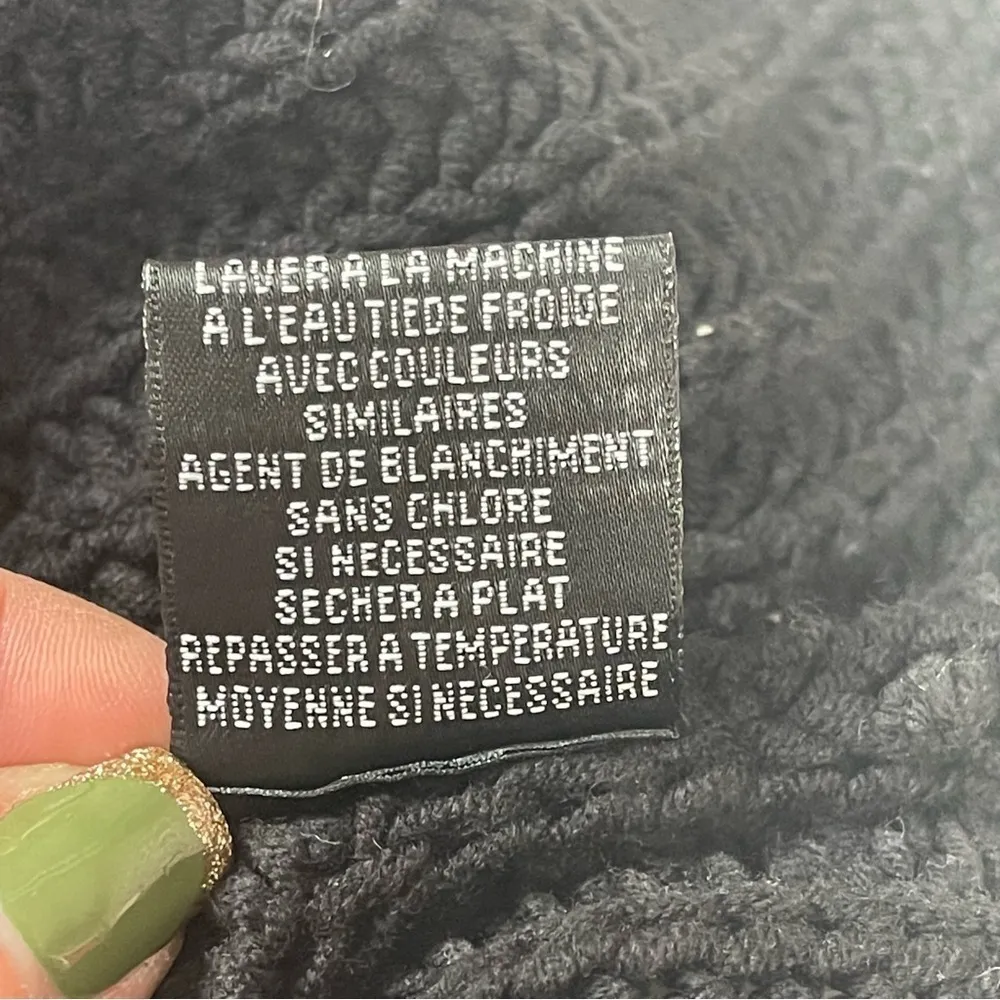 LAVER A LA MACHINE
A L'EAU TIEDE FROIDE
AVEC COULEURS
SIMILAIRES
AGENT DE BLANCHIMENT
SANS CHLORE
SI NECESSAIRE
SECHER A PLAT
REPASSER A TEMPERATURE
MOYENNE SI NECESSAIRE